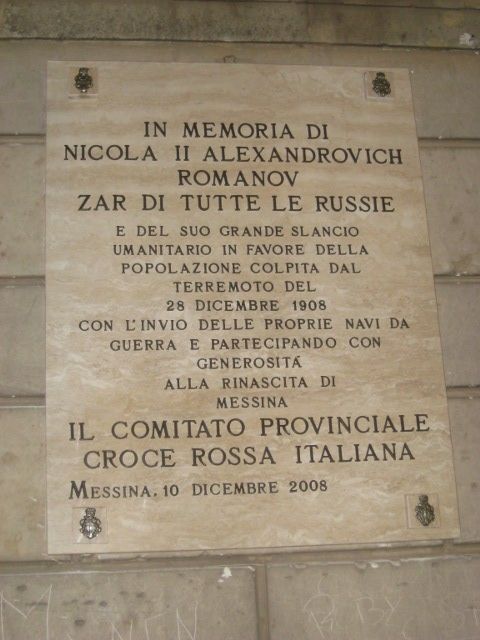 IN MEMORIA DI
NICOLA II ALEXANDROVICH
ROMANOV
ZAR DI TUTTE LE RUSSIE
E DEL SUO GRANDE SLANCIO
UMANITARIO IN FAVORE DELLA
POPOLAZIONE COLPITA DAL
TERREMOTO DEL
28 DICEMBRE 1908
CON L'INVIO DELLE PROPRIE NAVI DA
GUERRA E PARTECIPANDO CON
GENEROSITÁ
ALLA RINASCITA DI
MESSINA
IL COMITATO PROVINCIALE
CROCE ROSSA ITALIANA
MESSINA, 10 DICEMBRE 2008